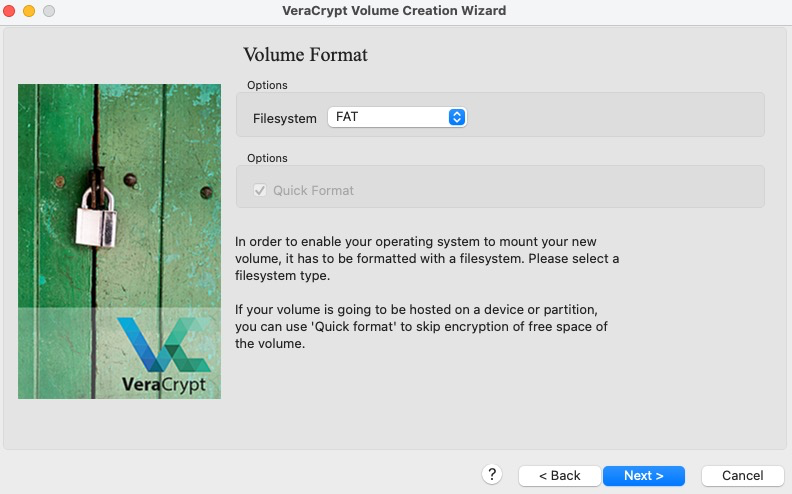 VeraCrypt Volume Creation Wizard
Volume Format
Options
Filesystem FAT
Options
Quick Format
In order to enable your operating system to mount your new
volume, it has to be formatted with a filesystem. Please select a
filesystem type.
If your volume is going to be hosted on a device or partition,
you can use 'Quick format' to skip encryption of free space of
the volume.
VeraCrypt
? < Back Next > Cancel